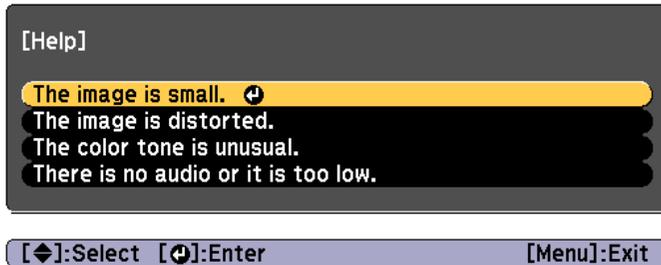 [Help]
The image is small.
The image is distorted.
The color tone is unusual.
There is no audio or it is too low.
[◆]:Select [⏎]:Enter [Menu]:Exit